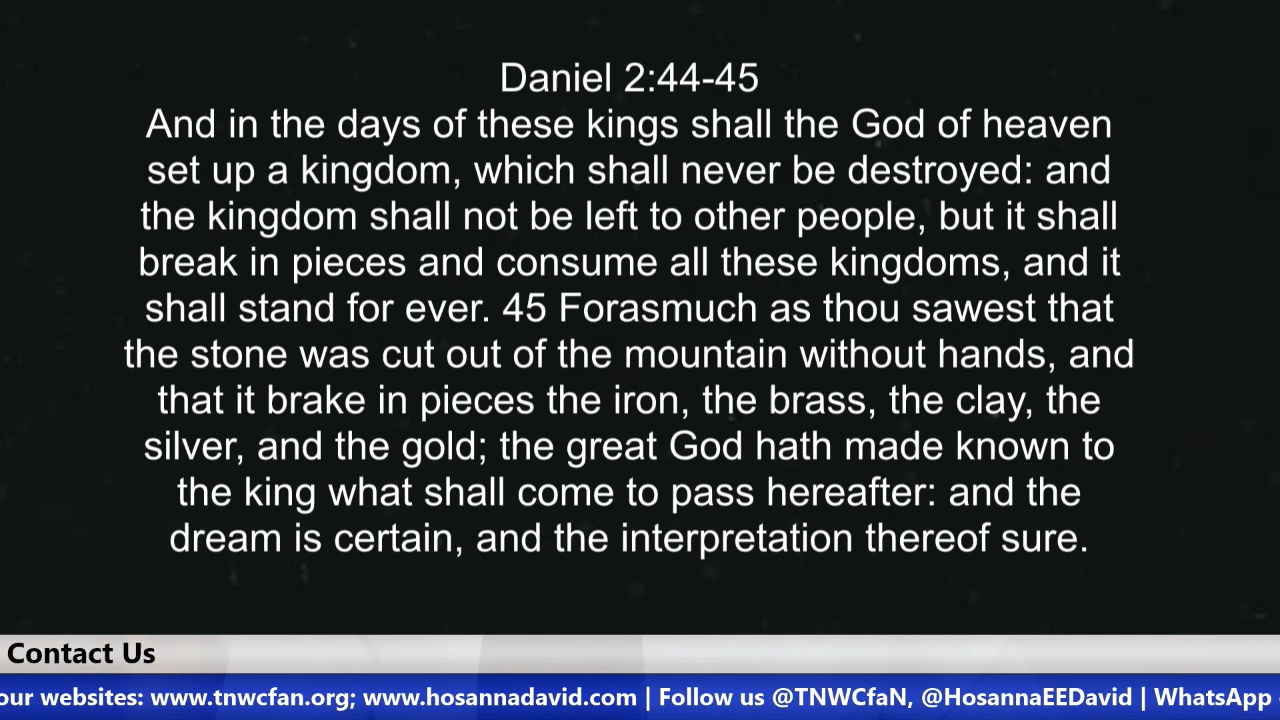 Daniel 2:44-45
And in the days of these kings shall the God of heaven
set up a kingdom, which shall never be destroyed: and
the kingdom shall not be left to other people, but it shall
break in pieces and consume all these kingdoms, and it
shall stand for ever. 45 Forasmuch as thou sawest that
the stone was cut out of the mountain without hands, and
that it brake in pieces the iron, the brass, the clay, the
silver, and the gold; the great God hath made known to
the king what shall come to pass hereafter: and the
dream is certain, and the interpretation thereof sure.
Contact Us
our websites: www.tnwcfan.org; www.hosannadavid.com | Follow us @TNWCfaN, @HosannaEEDavid | WhatsApp